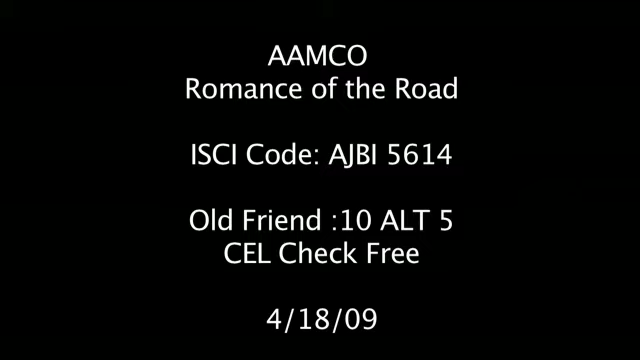 AAMCO
Romance of the Road
ISCI Code: AJBI 5614
Old Friend :10 ALT 5
CEL Check Free
4/18/09